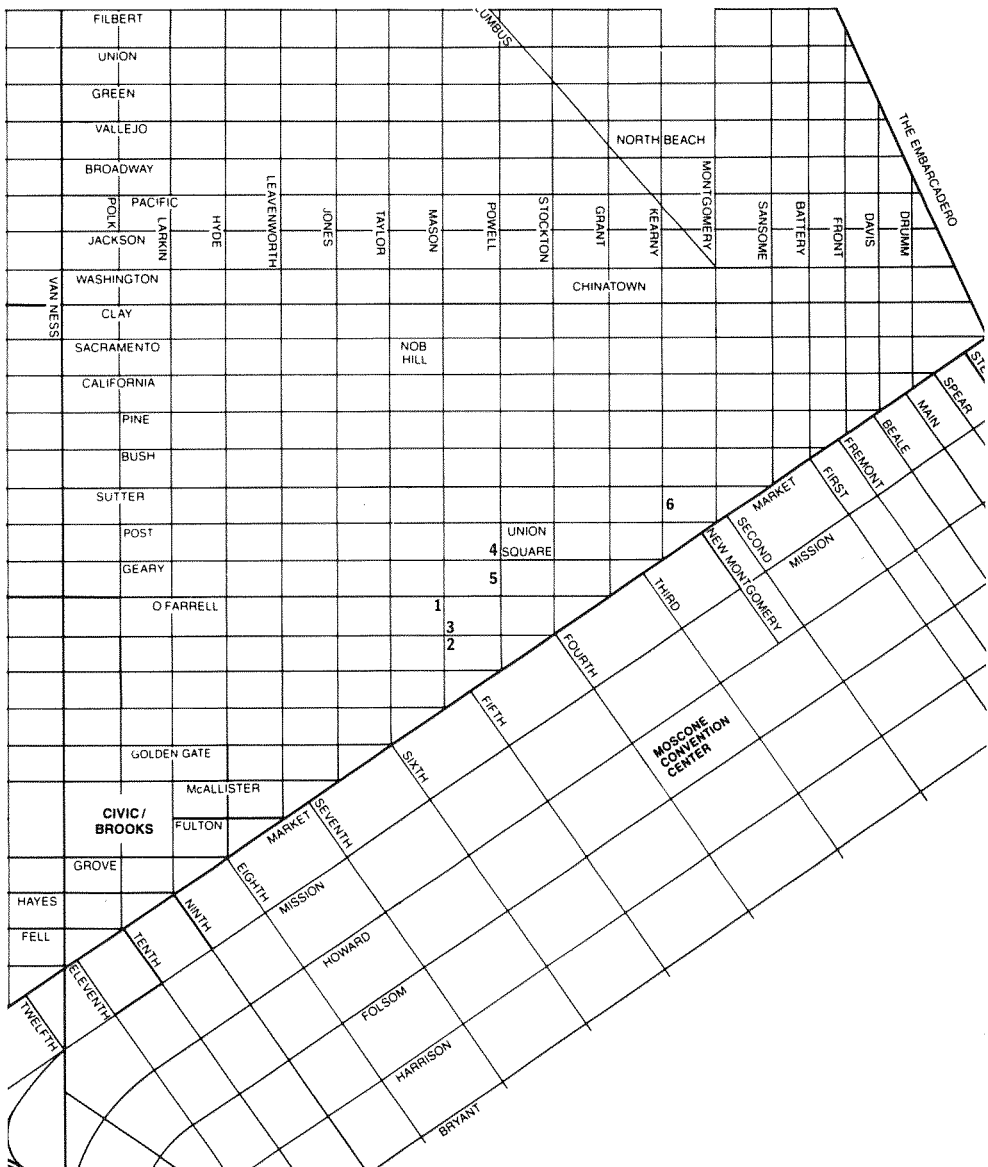 FILBERT
COLUMBUS
UNION
GREEN
VALLEJO
NORTH BEACH
THE EMBARCADERO
BROADWAY
POLK
PACIFIC
LARKIN
HYDE
LEAVENWORTH
JONES
TAYLOR
MASON
POWELL
STOCKTON
GRANT
KEARNY
MONTGOMERY
SANSOME
BATTERY
FRONT
DAVIS
DRUMM
JACKSON
WASHINGTON
CHINATOWN
VAN NESS
CLAY
SACRAMENTO
NOB
HILL
CALIFORNIA
STE
SPEAR
MAIN
BEALE
FREMONT
FIRST
PINE
BUSH
SUTTER
6
MARKET
SECOND
MISSION
NEW MONTGOMERY
POST
UNION
4
SQUARE
GEARY
5
THIRD
O FARRELL
1
3
2
FOURTH
FIFTH
MOSCONE
CONVENTION
CENTER
GOLDEN GATE
SIXTH
McALLISTER
CIVIC /
BROOKS
FULTON
MARKET
SEVENTH
GROVE
EIGHTH
MISSION
HAYES
NINTH
FELL
TENTH
HOWARD
ELEVENTH
FOLSOM
TWELFTH
HARRISON
BRYANT